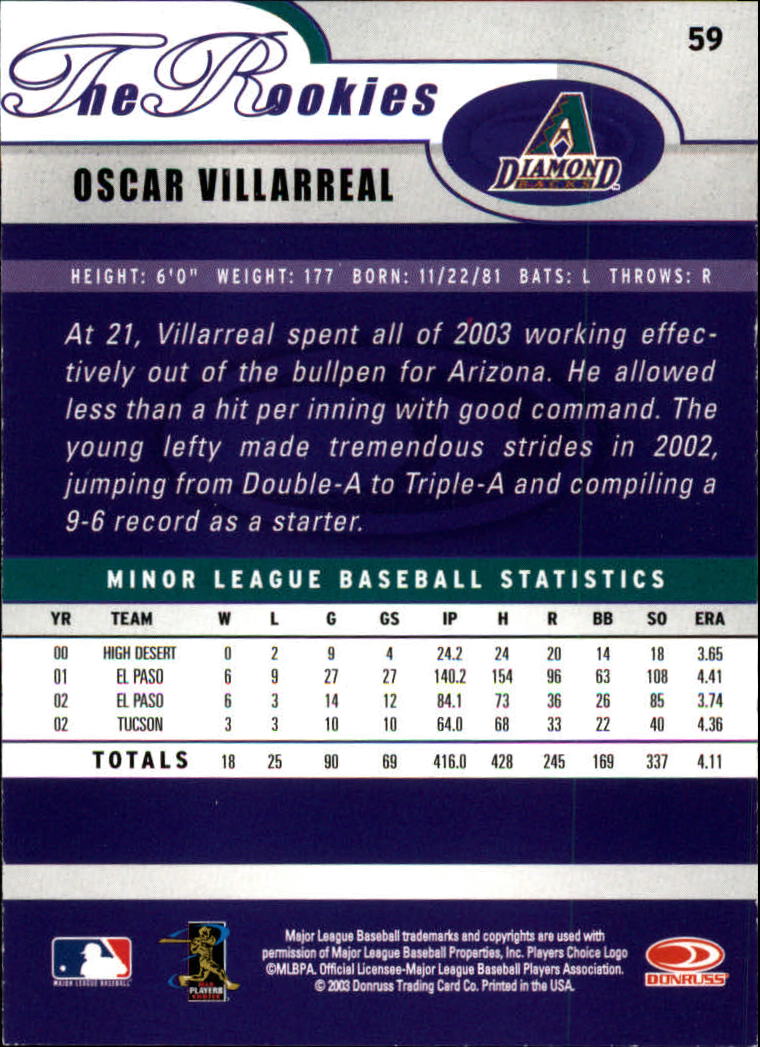 59
The Rookies
DIAMOND
BACKS
OSCAR VILLARREAL
HEIGHT: 6'0" WEIGHT: 177 BORN: 11/22/81 BATS: L THROWS: R
At 21, Villarreal spent all of 2003 working effec-
tively out of the bullpen for Arizona. He allowed
less than a hit per inning with good command. The
young lefty made tremendous strides in 2002,
jumping from Double-A to Triple-A and compiling a
9-6 record as a starter.
MINOR LEAGUE BASEBALL STATISTICS
YR TEAM W L G GS IP H R BB SO ERA
00 HIGH DESERT 0 2 9 4 24.2 24 20 14 18 3.65
01 EL PASO 6 9 27 27 140.2 154 96 63 108 4.41
02 EL PASO 6 3 14 12 84.1 73 36 26 85 3.74
02 TUCSON 3 3 10 10 64.0 68 33 22 40 4.36
TOTALS 18 25 90 69 416.0 428 245 169 337 4.11
Major League Baseball trademarks and copyrights are used with
permission of Major League Baseball Properties, Inc. Players Choice Logo
©MLBPA. Official Licensee-Major League Baseball Players Association.
© 2003 Donruss Trading Card Co. Printed in the USA.
MAJOR LEAGUE BASEBALL
PLAYERS
CHOICE
DONRUSS